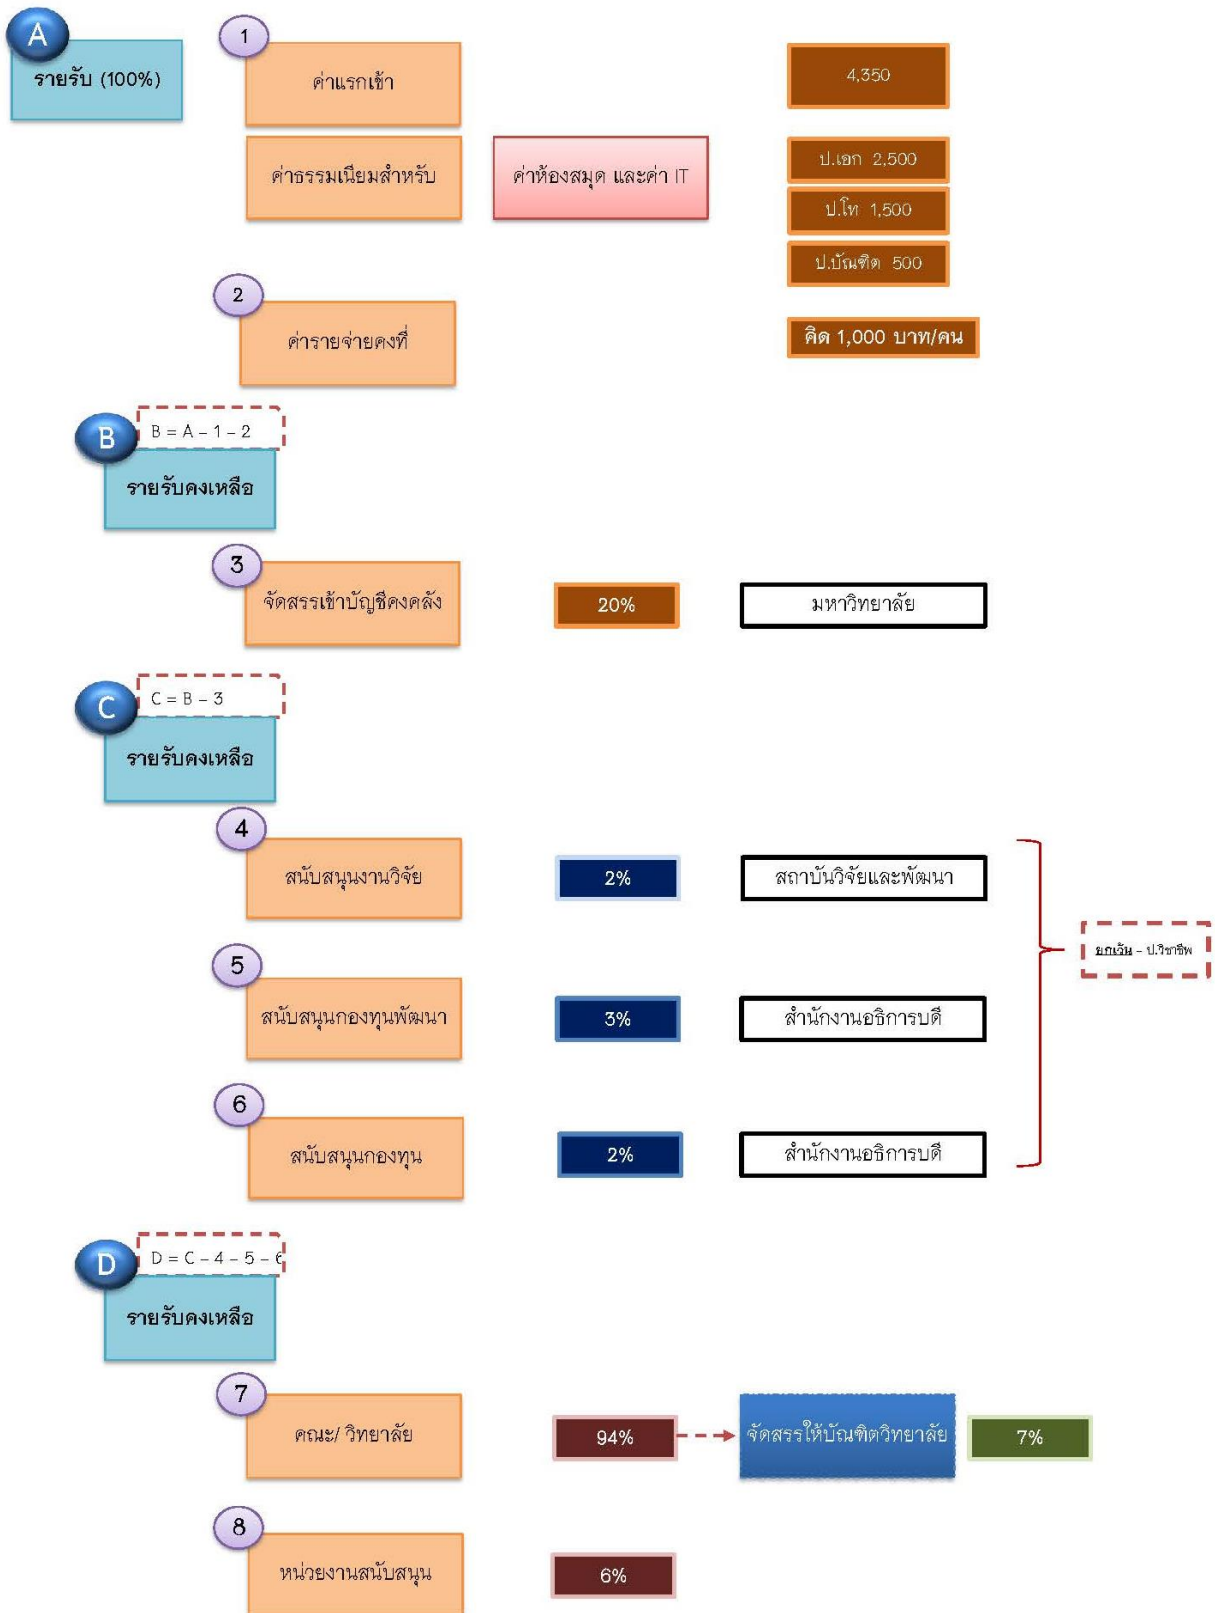 A
รายรับ (100%)
1
ค่าแรกเข้า
4,350
ค่าธรรมเนียมสำหรับ
ค่าห้องสมุด และค่า IT
ป.เอก 2,500
ป.โท 1,500
ป.บัณฑิต 500
2
ค่ารายจ่ายคงที่
คิด 1,000 บาท/คน
B
B = A – 1 – 2
รายรับคงเหลือ
3
จัดสรรเข้าบัญชีคงคลัง
20%
มหาวิทยาลัย
C
C = B – 3
รายรับคงเหลือ
4
สนับสนุนงานวิจัย
2%
สถาบันวิจัยและพัฒนา
ยกเว้น – ป.วิชาชีพ
5
สนับสนุนกองทุนพัฒนา
3%
สำนักงานอธิการบดี
6
สนับสนุนกองทุน
2%
สำนักงานอธิการบดี
D
D = C – 4 – 5 – 6
รายรับคงเหลือ
7
คณะ/ วิทยาลัย
94%
จัดสรรให้บัณฑิตวิทยาลัย
7%
8
หน่วยงานสนับสนุน
6%